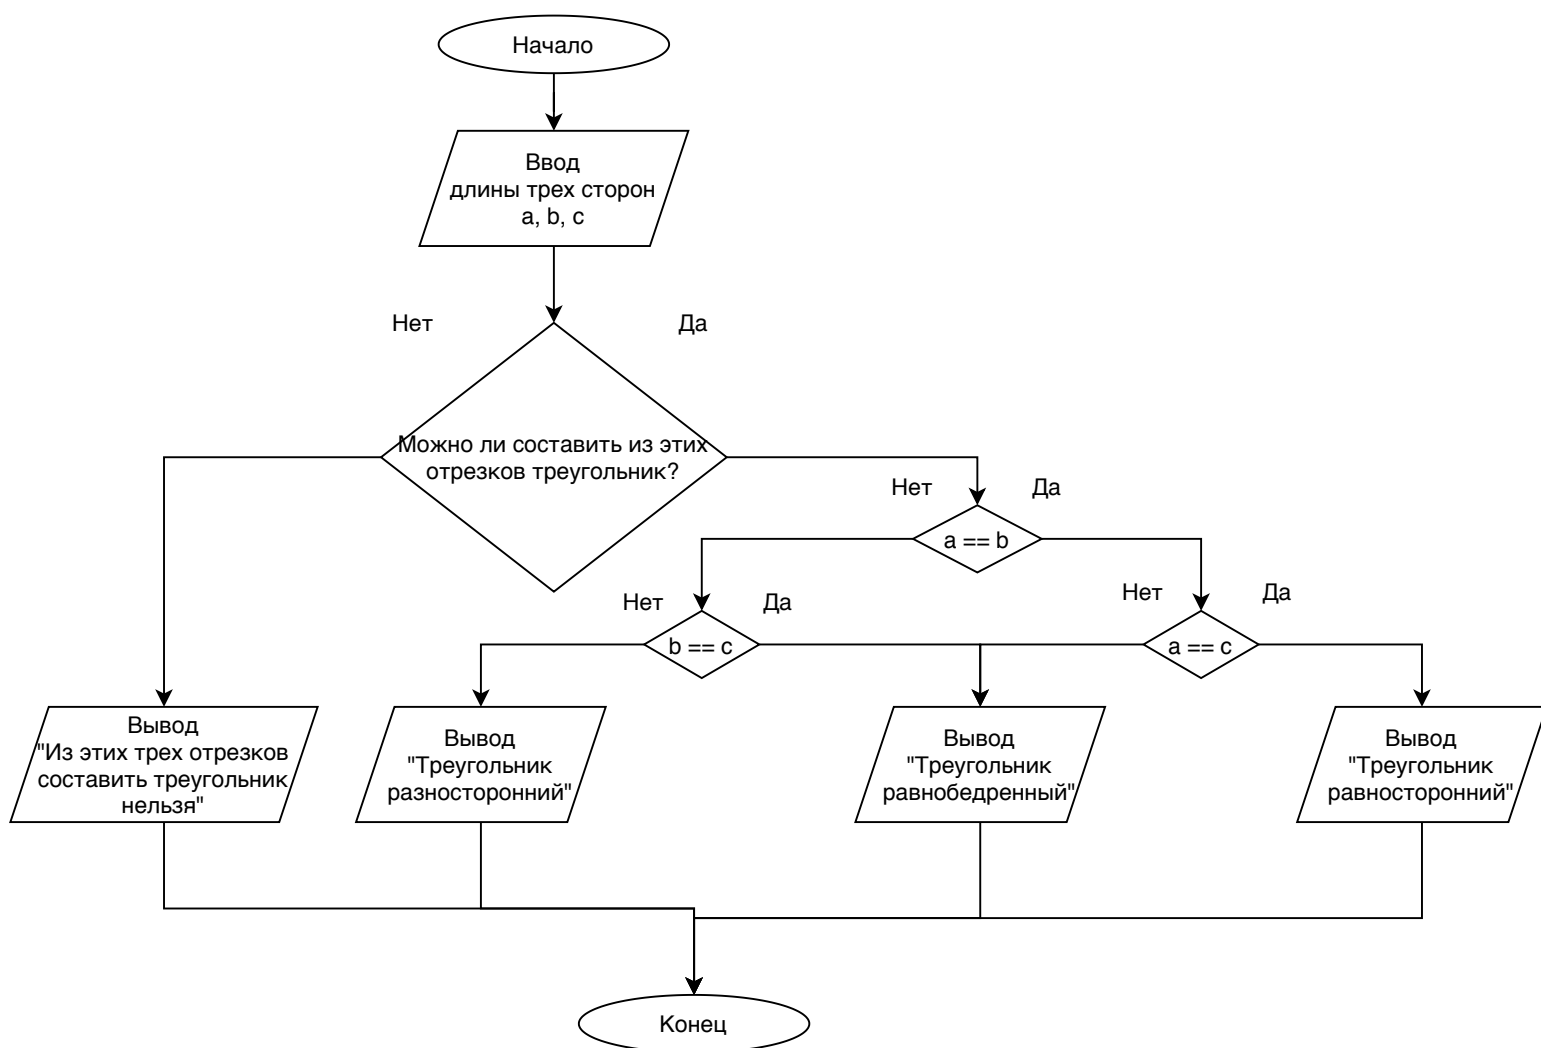 Начало
Ввод
длины трех сторон
a, b, c
Нет
Да
Можно ли составить из этих
отрезков треугольник?
Нет
Да
a == b
Нет
Да
Нет
Да
b == c
a == c
Вывод
"Из этих трех отрезков
составить треугольник
нельзя"
Вывод
"Треугольник
разносторонний"
Вывод
"Треугольник
равнобедренный"
Вывод
"Треугольник
равносторонний"
Конец